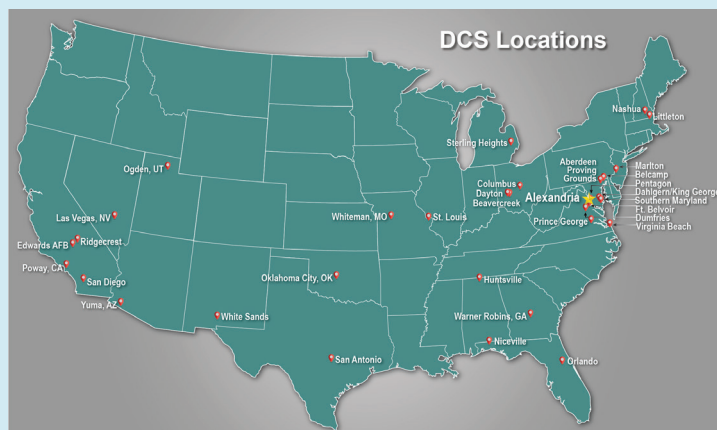 DCS Locations
Nashua
Littleton
Sterling Heights
Ogden, UT
Aberdeen
Proving
Grounds
Marlton
Belcamp
Pentagon
Dahlgern/King George
Southern Maryland
Ft. Belvoir
Dumfries
Virginia Beach
Columbus
Dayton
Beavercreek
Alexandria
Prince George
Las Vegas, NV
Whiteman, MO
St. Louis
Edwards AFB
Ridgecrest
Poway, CA
San Diego
Oklahoma City, OK
Huntsville
Yuma, AZ
White Sands
Warner Robins, GA
Niceville
San Antonio
Orlando